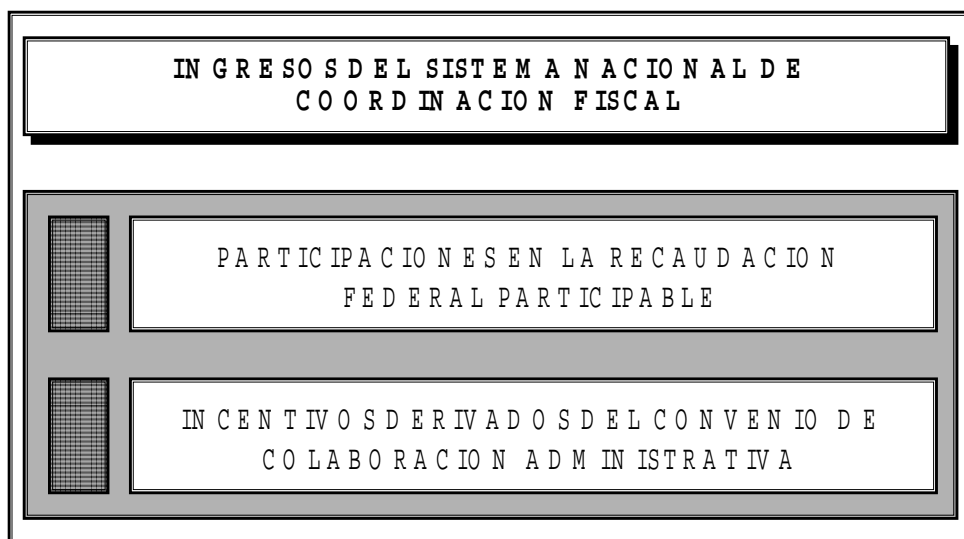 INGRESOS DEL SISTEMA NACIONAL DE
COORDINACION FISCAL
PARTICIPACIONES EN LA RECAUDACION
FEDERAL PARTICIPABLE
INCENTIVOS DERIVADOS DEL CONVENIO DE
COLABORACION ADMINISTRATIVA